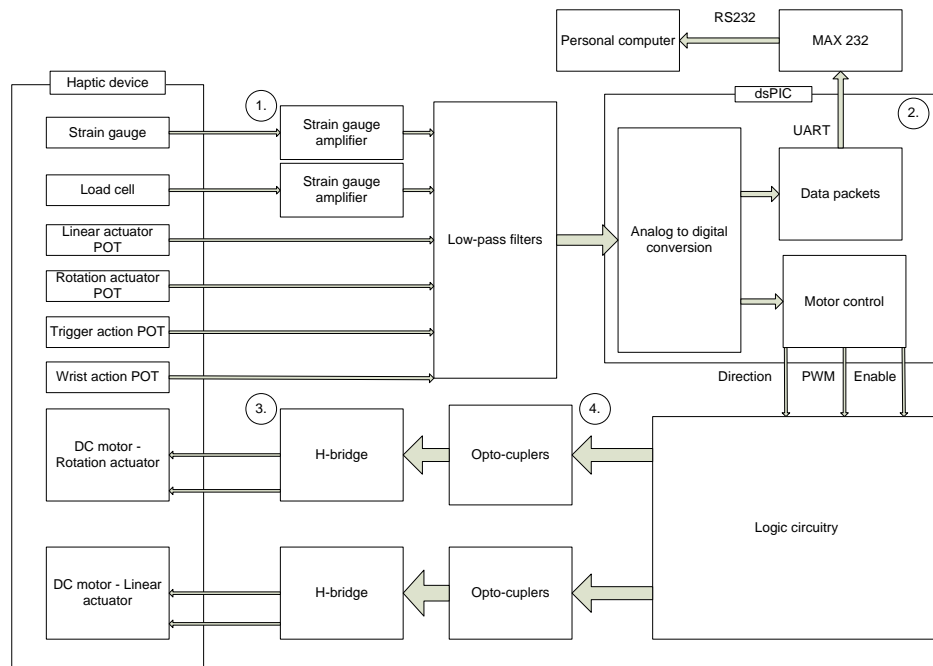 RS232
Personal computer
MAX 232
Haptic device
dsPIC
1.
2.
Strain gauge
Strain gauge
amplifier
UART
Load cell
Strain gauge
amplifier
Data packets
Linear actuator
POT
Low-pass filters
Analog to digital
conversion
Rotation actuator
POT
Motor control
Trigger action POT
Wrist action POT
Direction
PWM
Enable
3.
4.
DC motor -
Rotation actuator
H-bridge
Opto-cuplers
Logic circuitry
DC motor - Linear
actuator
H-bridge
Opto-cuplers